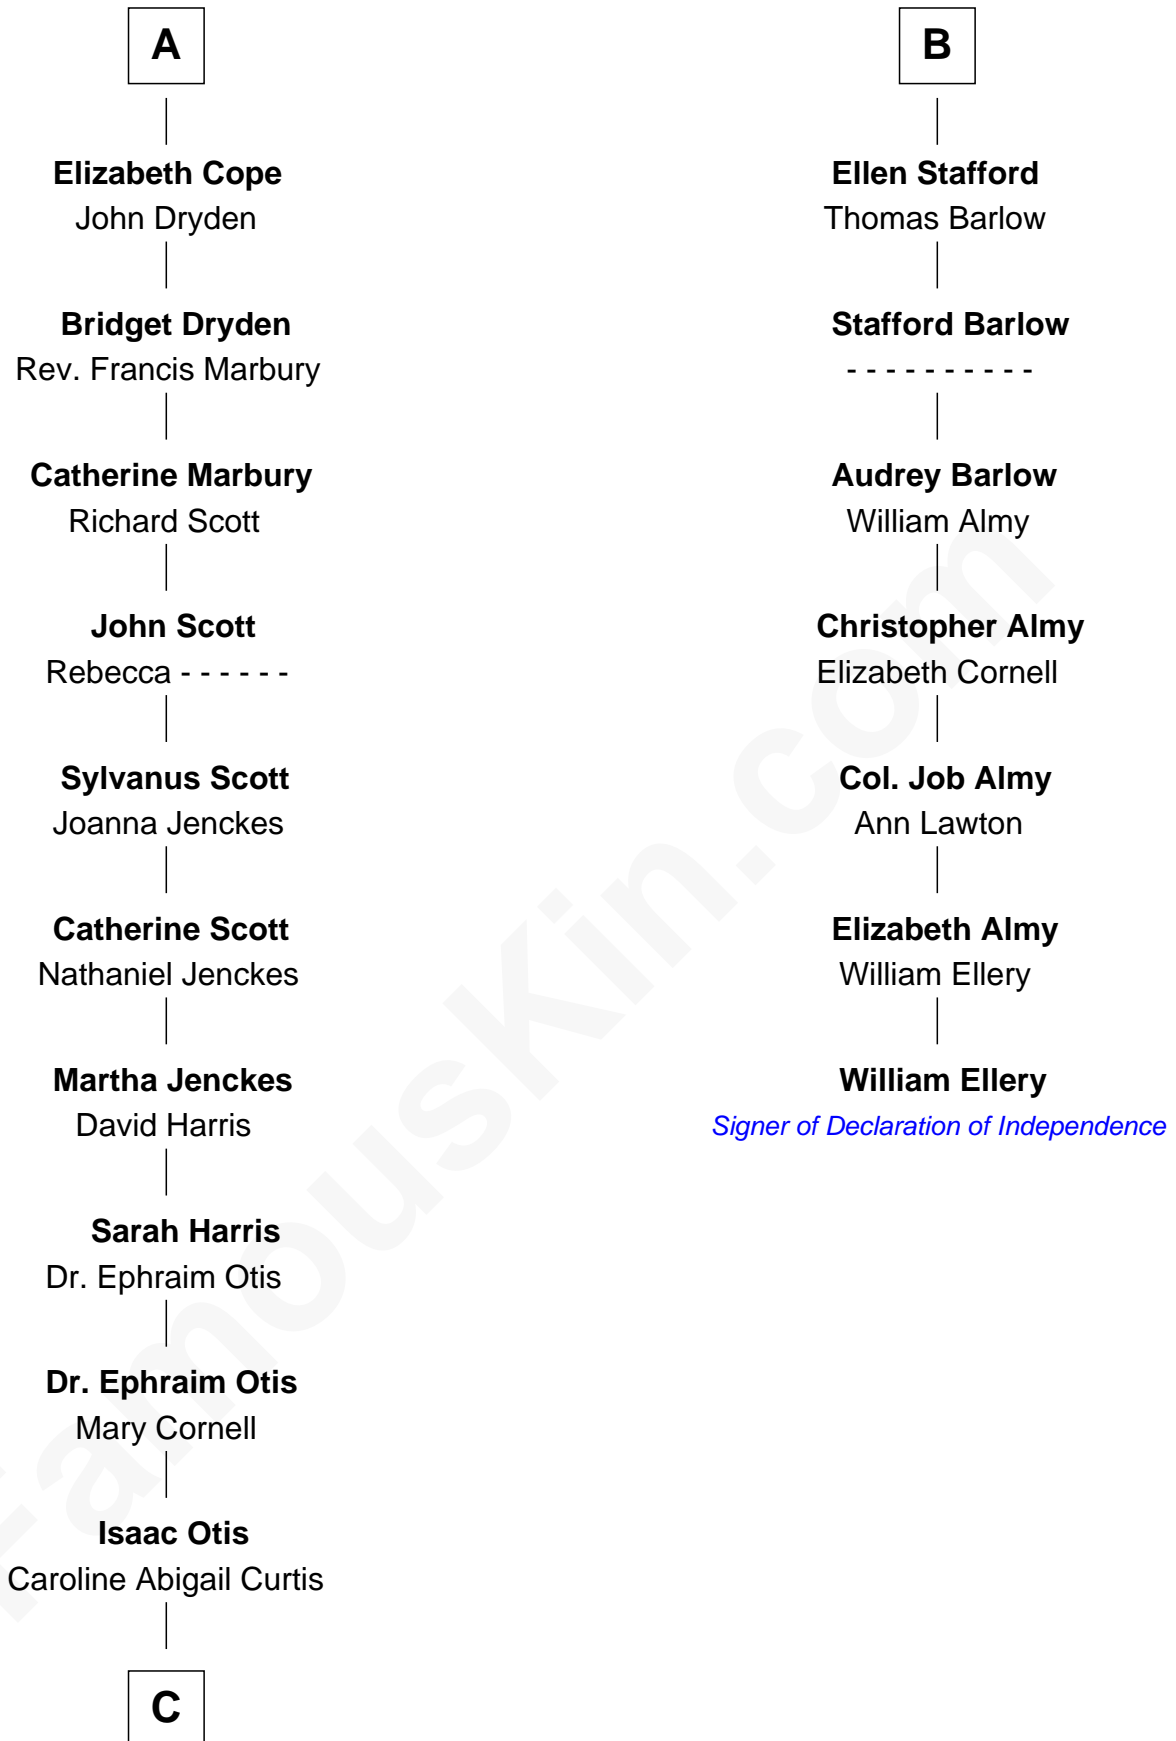 A
Elizabeth Cope
John Dryden
Bridget Dryden
Rev. Francis Marbury
Catherine Marbury
Richard Scott
John Scott
Rebecca - - - - - -
Sylvanus Scott
Joanna Jenckes
Catherine Scott
Nathaniel Jenckes
Martha Jenckes
David Harris
Sarah Harris
Dr. Ephraim Otis
Dr. Ephraim Otis
Mary Cornell
Isaac Otis
Caroline Abigail Curtis
C
B
Ellen Stafford
Thomas Barlow
Stafford Barlow
- - - - - - - - - -
Audrey Barlow
William Almy
Christopher Almy
Elizabeth Cornell
Col. Job Almy
Ann Lawton
Elizabeth Almy
William Ellery
William Ellery
Signer of Declaration of Independence
FamousKin.com